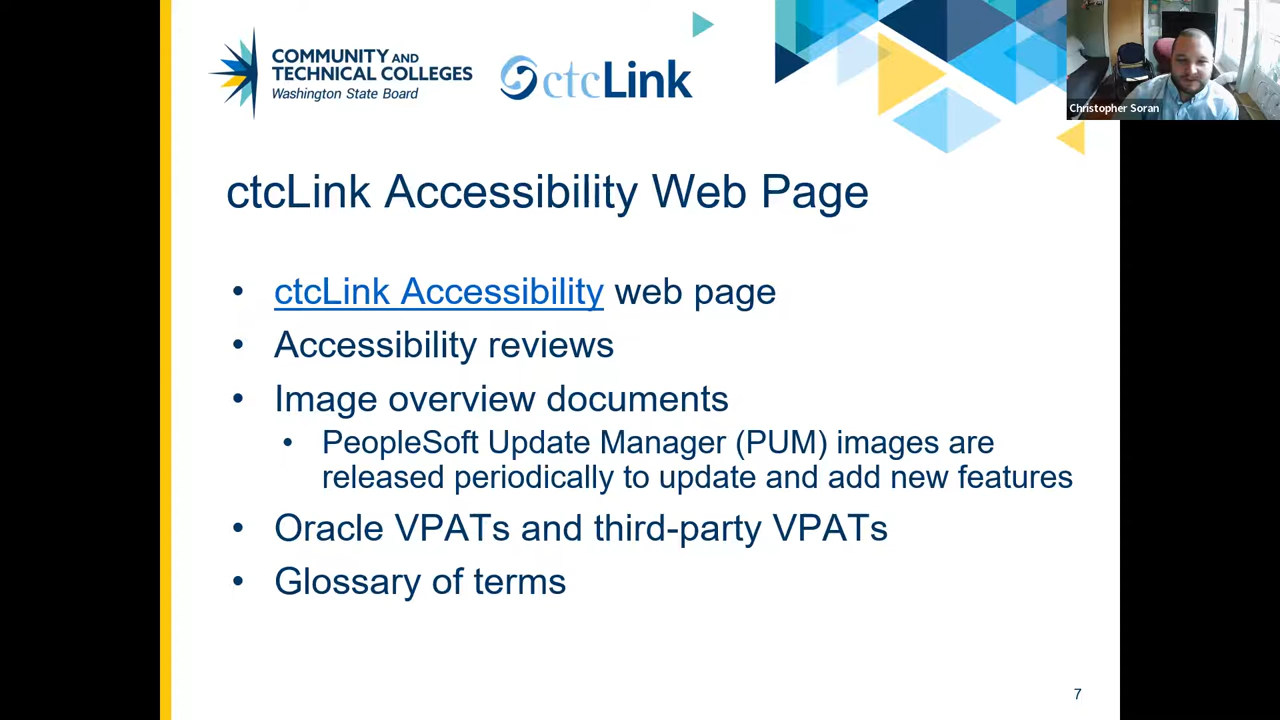 COMMUNITY AND
TECHNICAL COLLEGES
Washington State Board
ctcLink
Christopher Soran
ctcLink Accessibility Web Page
• ctcLink Accessibility web page
• Accessibility reviews
• Image overview documents
• PeopleSoft Update Manager (PUM) images are
released periodically to update and add new features
• Oracle VPATs and third-party VPATs
• Glossary of terms
7